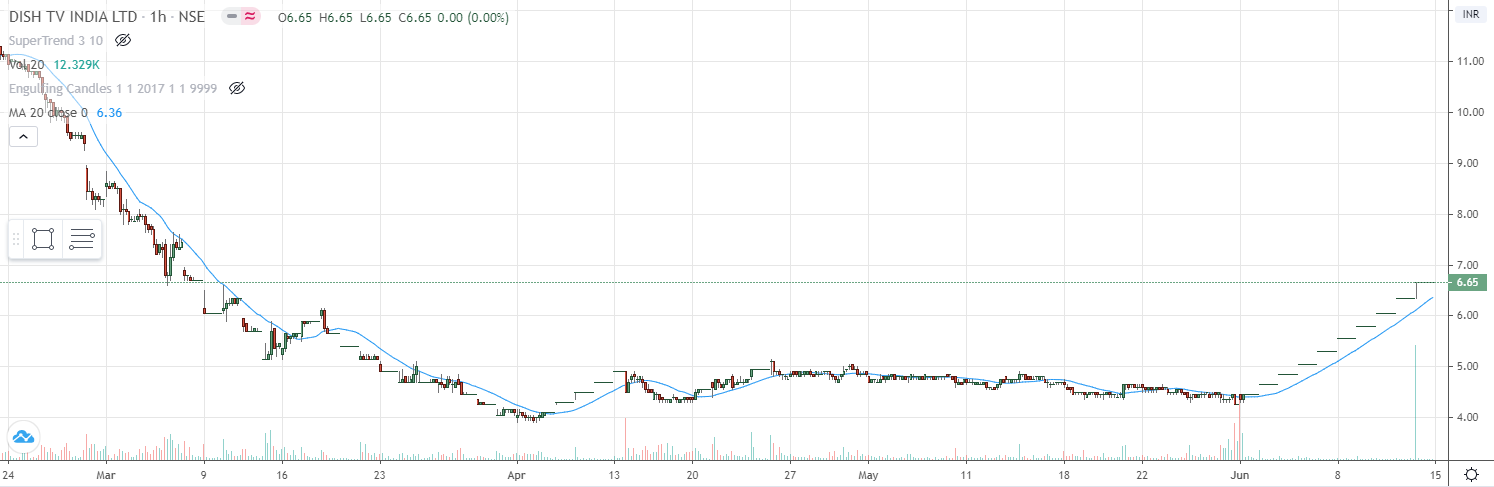 DISH TV INDIA LTD · 1h · NSE O6.65 H6.65 L6.65 C6.65 0.00 (0.00%)
INR
SuperTrend 3 10
Vol 20 12.329K
Engulfing Candles 1 1 2017 1 1 9999
MA 20 close 0 6.36
11.00
10.00
9.00
8.00
7.00
6.65
6.00
5.00
4.00
24 Mar 9 16 23 Apr 13 20 27 May 11 18 22 Jun 8 15